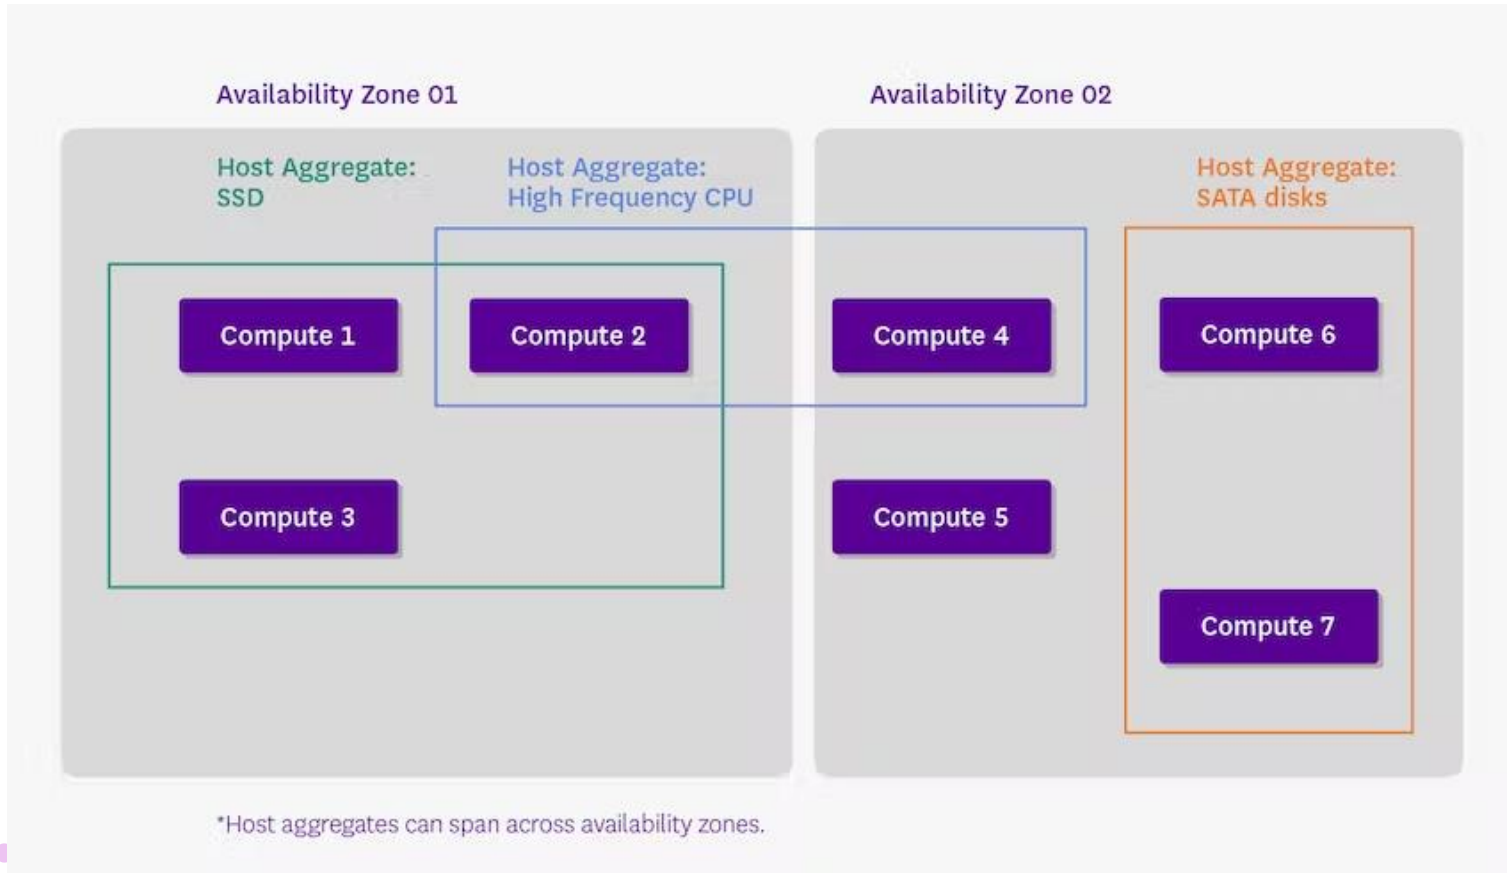 Availability Zone 01
Availability Zone 02
Host Aggregate:
SSD
Host Aggregate:
High Frequency CPU
Host Aggregate:
SATA disks
Compute 1
Compute 2
Compute 4
Compute 6
Compute 3
Compute 5
Compute 7
*Host aggregates can span across availability zones.